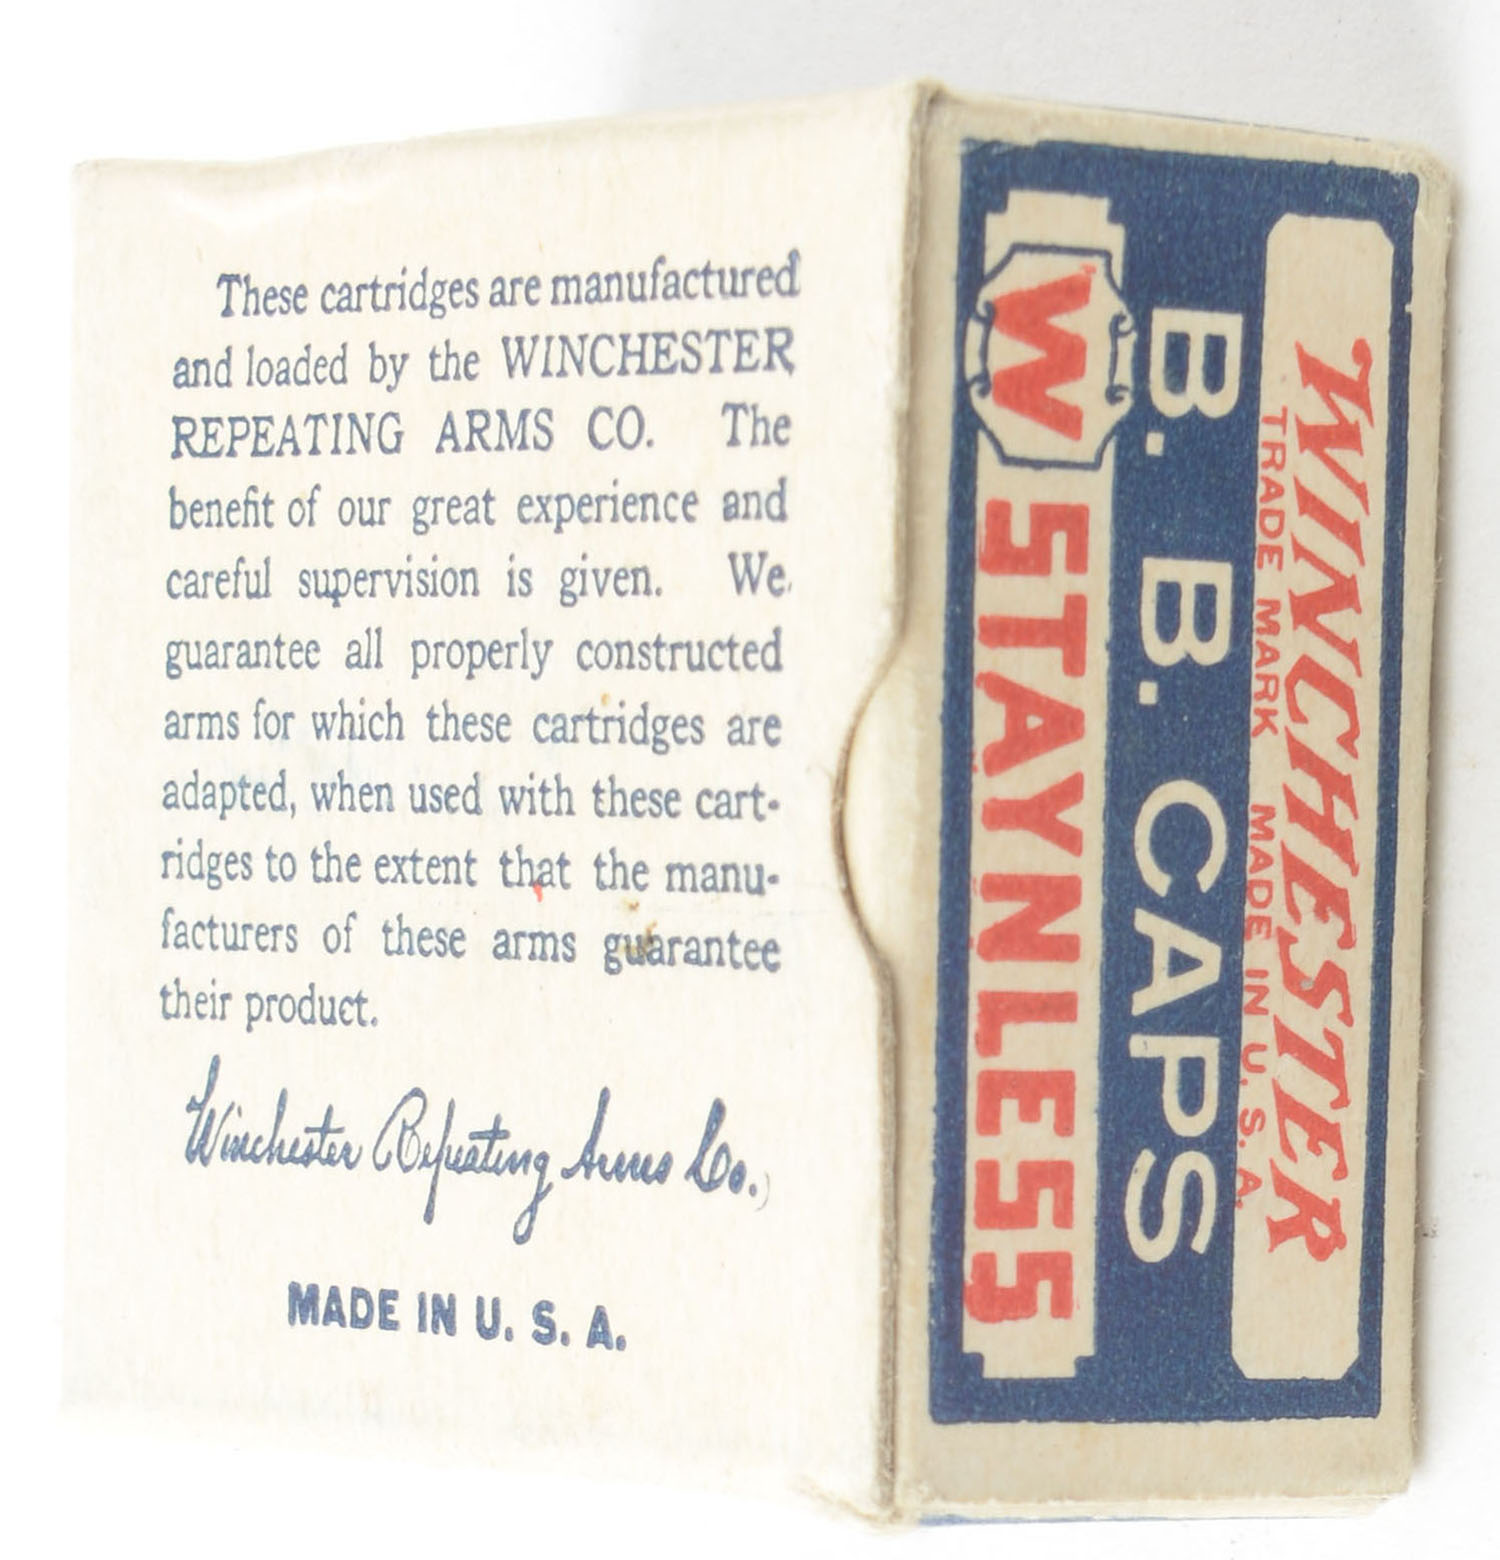 These cartridges are manufactured
and loaded by the WINCHESTER
REPEATING ARMS CO. The
benefit of our great experience and
careful supervision is given. We
guarantee all properly constructed
arms for which these cartridges are
adapted, when used with these cart-
ridges to the extent that the manu-
facturers of these arms guarantee
their product.
Winchester Repeating Arms Co.
MADE IN U. S. A.
WINCHESTER
TRADE MARK MADE IN U. S. A.
B. B. CAPS
W STAYNLESS